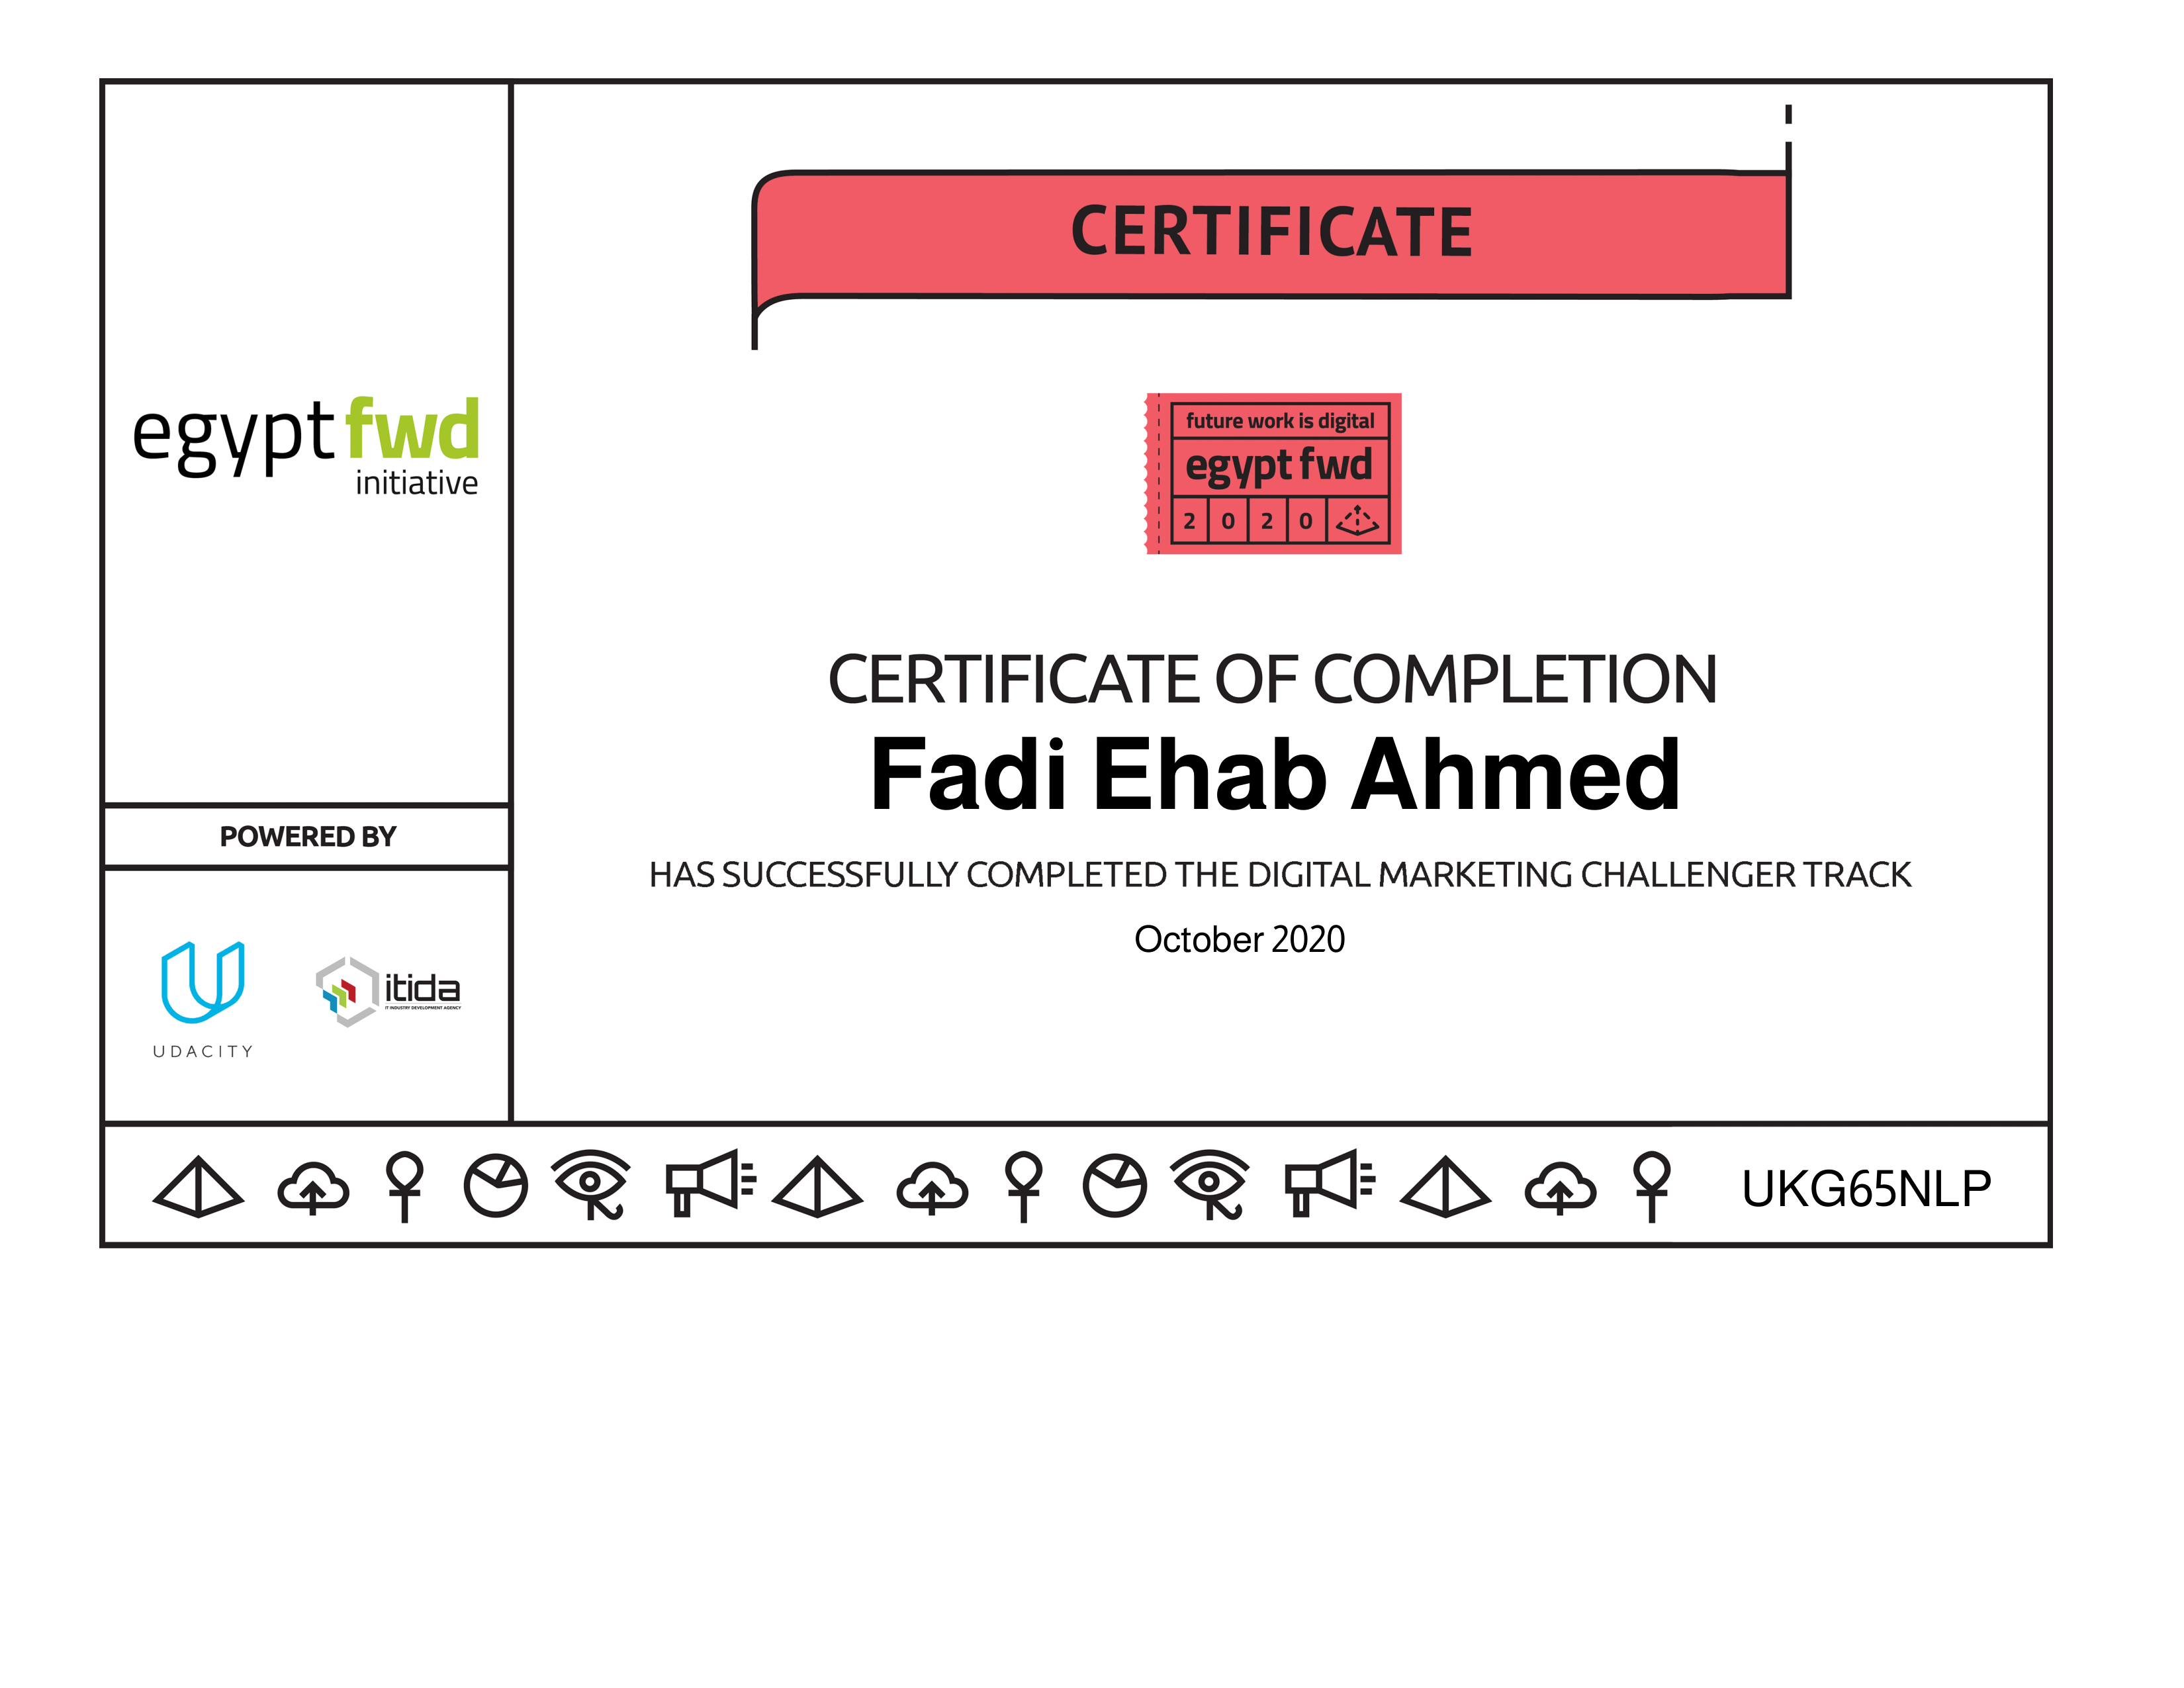 egypt fwd
initiative
POWERED BY
UDACITY
itida
IT INDUSTRY DEVELOPMENT AGENCY
CERTIFICATE
future work is digital
egypt fwd
2 0 2 0
CERTIFICATE OF COMPLETION
Fadi Ehab Ahmed
HAS SUCCESSFULLY COMPLETED THE DIGITAL MARKETING CHALLENGER TRACK
October 2020
UKG65NLP